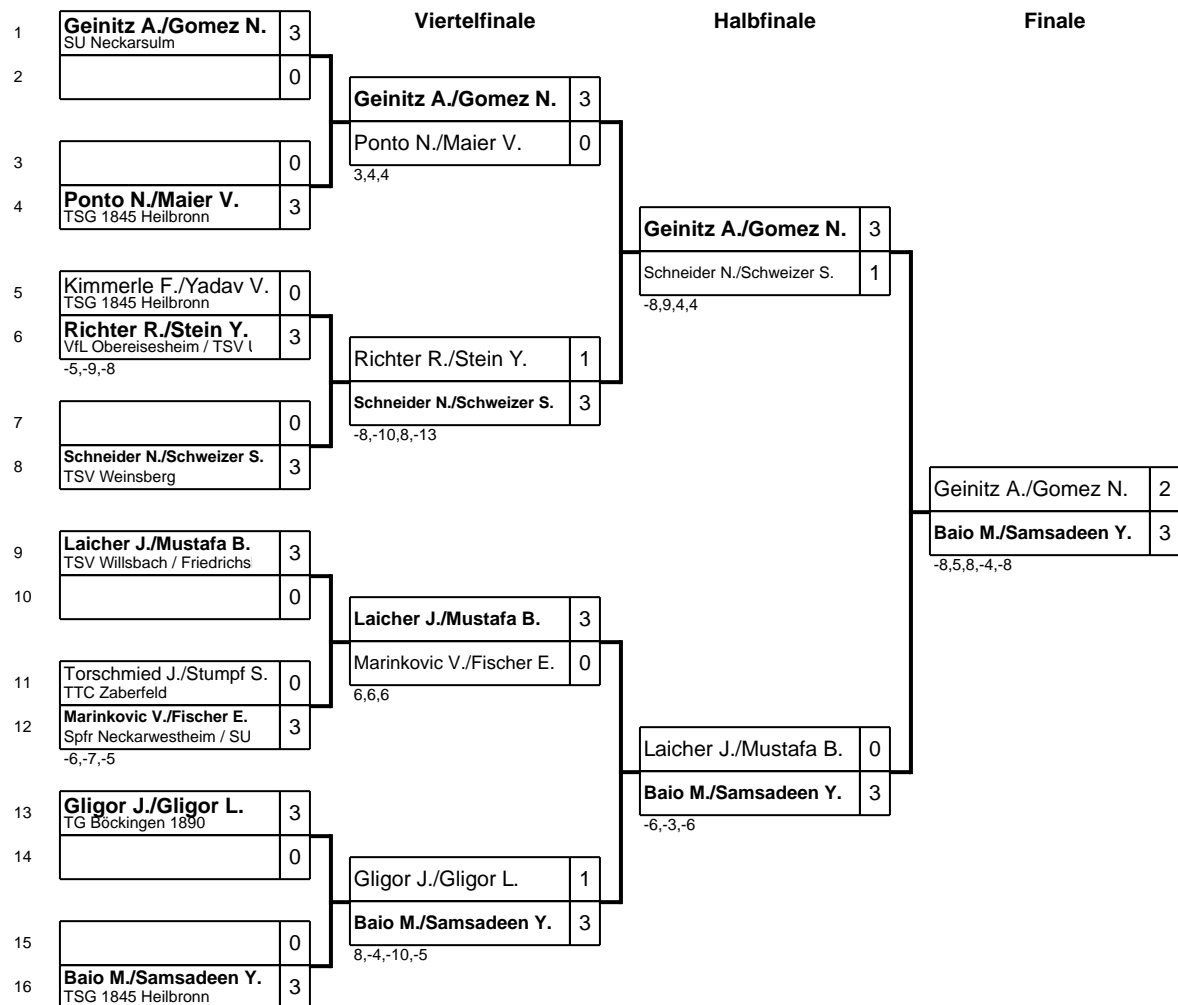 Viertelfinale Halbfinale Finale
1 Geinitz A./Gomez N. 3
SU Neckarsulm
2 0
3 0
4 Ponto N./Maier V. 3
TSG 1845 Heilbronn
5 Kimmerle F./Yadav V. 0
TSG 1845 Heilbronn
6 Richter R./Stein Y. 3
VfL Obereisesheim / TSV
-5,-9,-8
7 0
8 Schneider N./Schweizer S. 3
TSV Weinsberg
9 Laicher J./Mustafa B. 3
TSV Willsbach / Friedrichs
10 0
11 Torschmied J./Stumpf S. 0
TTC Zaberfeld
12 Marinkovic V./Fischer E. 3
Spfr Neckarwestheim / SU
-6,-7,-5
13 Gligor J./Gligor L. 3
TG Böckingen 1890
14 0
15 0
16 Baio M./Samsadeen Y. 3
TSG 1845 Heilbronn
Geinitz A./Gomez N. 3
Ponto N./Maier V. 0
3,4,4
Richter R./Stein Y. 1
Schneider N./Schweizer S. 3
-8,-10,8,-13
Laicher J./Mustafa B. 3
Marinkovic V./Fischer E. 0
6,6,6
Gligor J./Gligor L. 1
Baio M./Samsadeen Y. 3
8,-4,-10,-5
Geinitz A./Gomez N. 3
Schneider N./Schweizer S. 1
-8,9,4,4
Laicher J./Mustafa B. 0
Baio M./Samsadeen Y. 3
-6,-3,-6
Geinitz A./Gomez N. 2
Baio M./Samsadeen Y. 3
-8,5,8,-4,-8